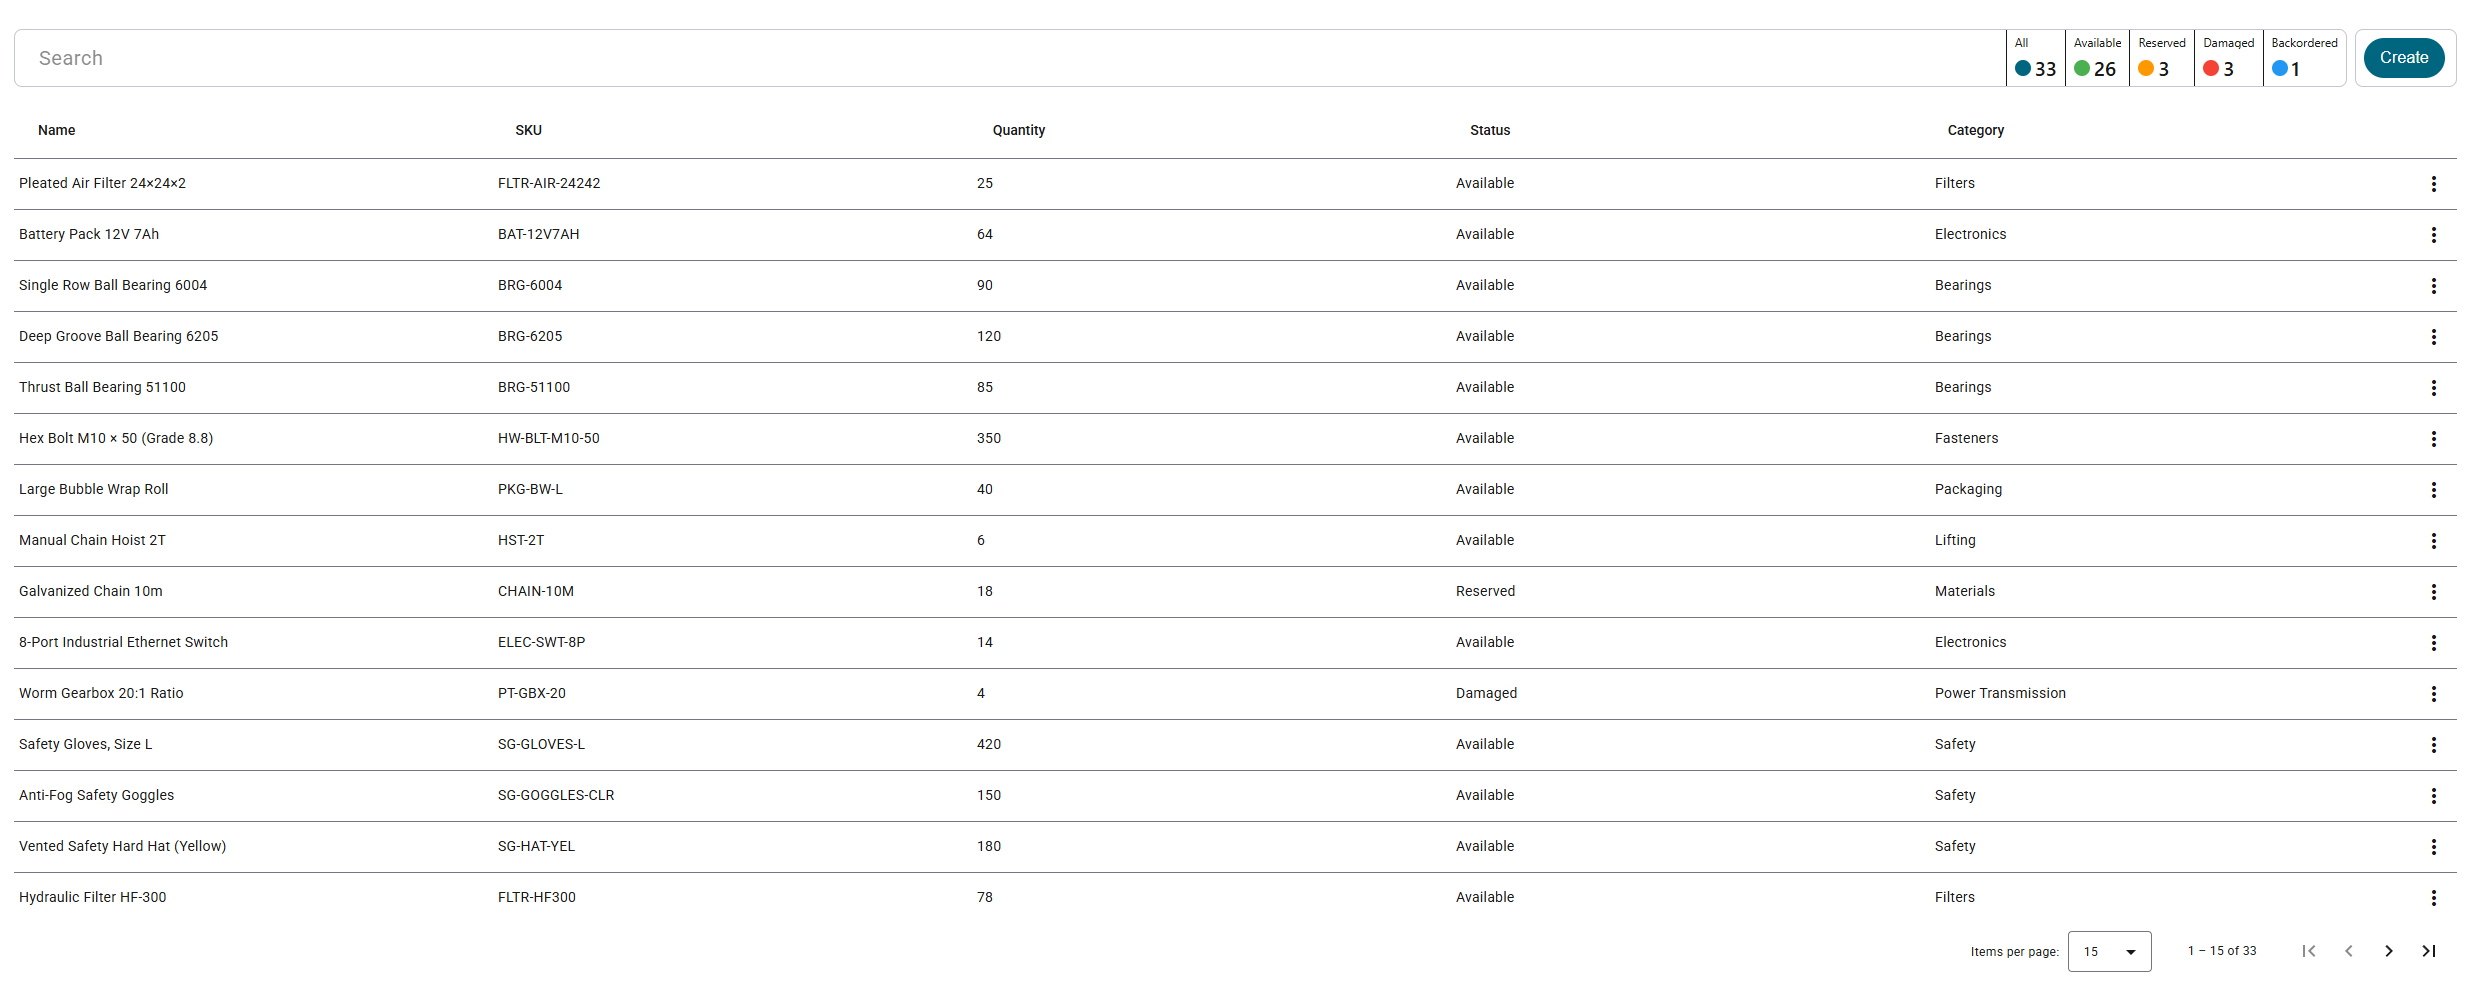 Search
All Available Reserved Damaged Backordered
33 26 3 3 1
Create
Name SKU Quantity Status Category
Pleated Air Filter 24×24×2 FLTR-AIR-24242 25 Available Filters
Battery Pack 12V 7Ah BAT-12V7AH 64 Available Electronics
Single Row Ball Bearing 6004 BRG-6004 90 Available Bearings
Deep Groove Ball Bearing 6205 BRG-6205 120 Available Bearings
Thrust Ball Bearing 51100 BRG-51100 85 Available Bearings
Hex Bolt M10 × 50 (Grade 8.8) HW-BLT-M10-50 350 Available Fasteners
Large Bubble Wrap Roll PKG-BW-L 40 Available Packaging
Manual Chain Hoist 2T HST-2T 6 Available Lifting
Galvanized Chain 10m CHAIN-10M 18 Reserved Materials
8-Port Industrial Ethernet Switch ELEC-SWT-8P 14 Available Electronics
Worm Gearbox 20:1 Ratio PT-GBX-20 4 Damaged Power Transmission
Safety Gloves, Size L SG-GLOVES-L 420 Available Safety
Anti-Fog Safety Goggles SG-GOGGLES-CLR 150 Available Safety
Vented Safety Hard Hat (Yellow) SG-HAT-YEL 180 Available Safety
Hydraulic Filter HF-300 FLTR-HF300 78 Available Filters
Items per page: 15 1 – 15 of 33